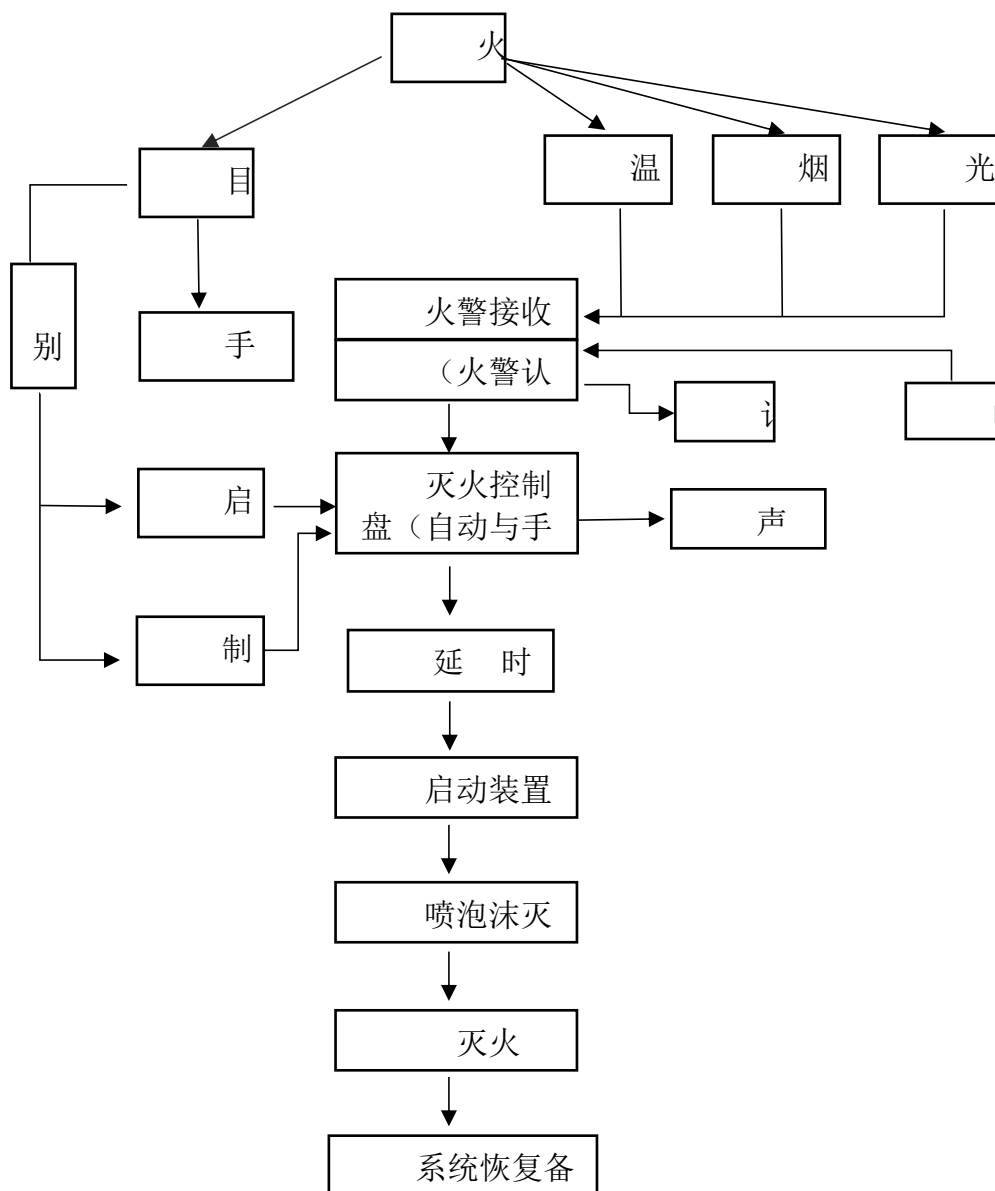 火
目
温
烟
光
别
火警接收
手
（火警认
启
灭火控制
盘（自动与手
声
制
延 时
启动装置
喷泡沫灭
灭火
系统恢复备